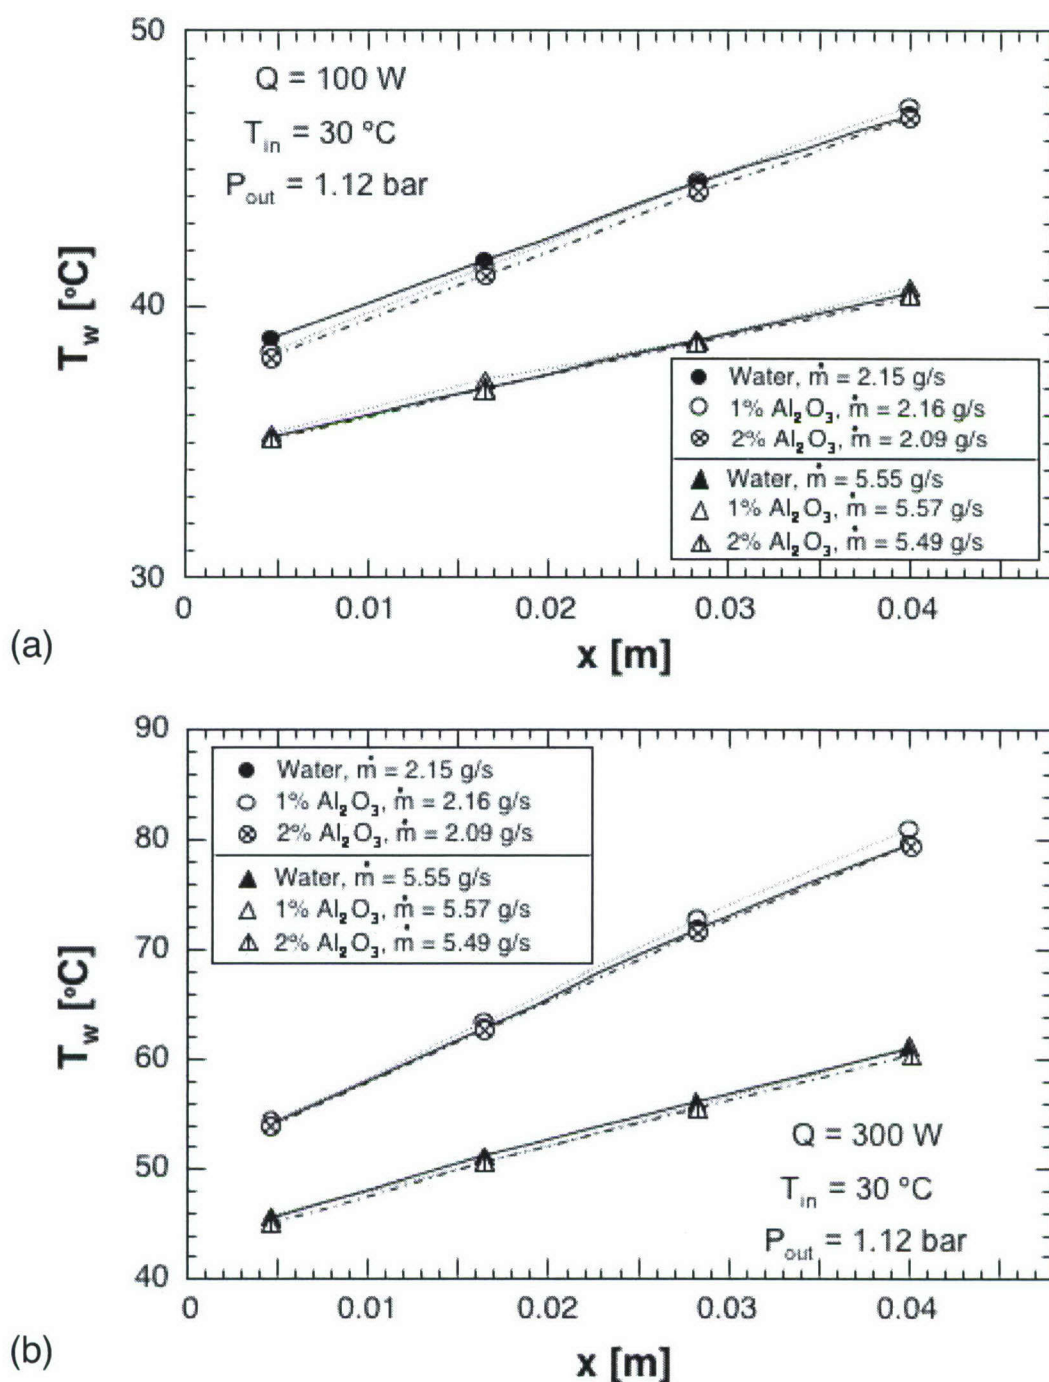 50
Q = 100 W
T_in = 30 °C
P_out = 1.12 bar
T_w [°C]
40
Water, ṁ = 2.15 g/s
1% Al₂O₃, ṁ = 2.16 g/s
2% Al₂O₃, ṁ = 2.09 g/s
Water, ṁ = 5.55 g/s
1% Al₂O₃, ṁ = 5.57 g/s
2% Al₂O₃, ṁ = 5.49 g/s
30
0 0.01 0.02 0.03 0.04
(a)
x [m]
90
Water, ṁ = 2.15 g/s
1% Al₂O₃, ṁ = 2.16 g/s
2% Al₂O₃, ṁ = 2.09 g/s
Water, ṁ = 5.55 g/s
1% Al₂O₃, ṁ = 5.57 g/s
2% Al₂O₃, ṁ = 5.49 g/s
80
70
T_w [°C]
60
50
Q = 300 W
T_in = 30 °C
P_out = 1.12 bar
40
0 0.01 0.02 0.03 0.04
(b)
x [m]